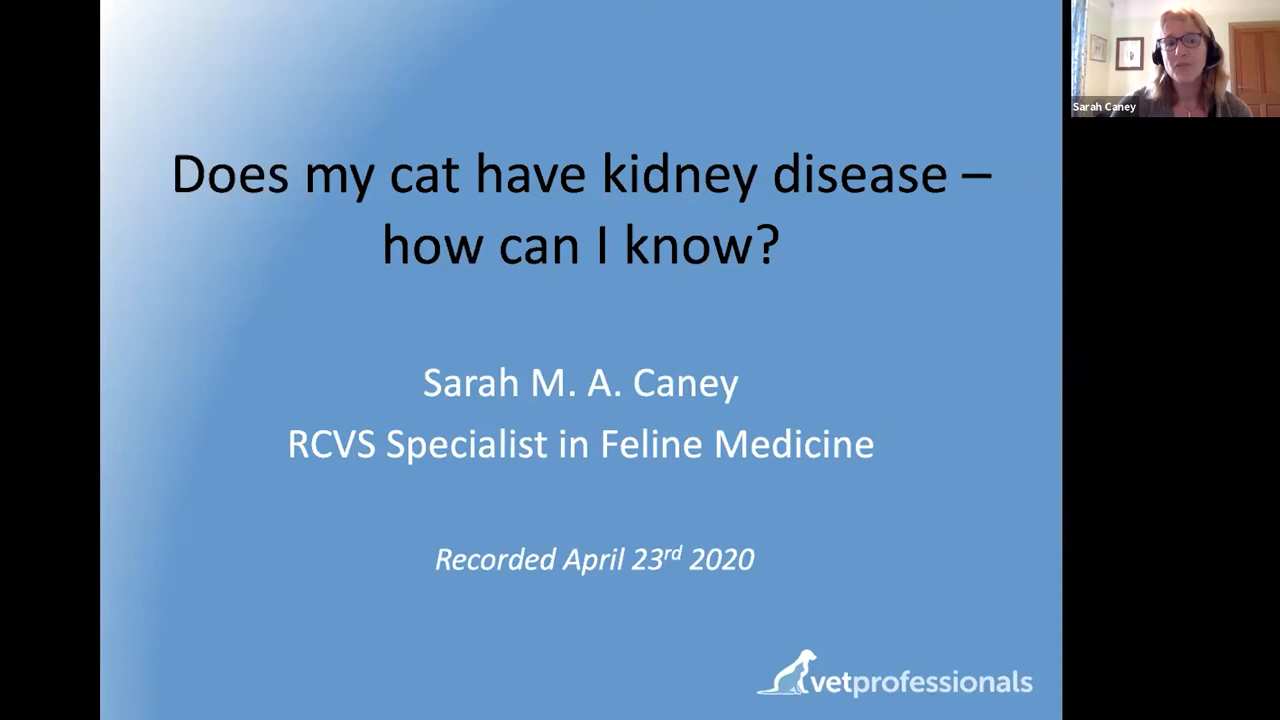 Does my cat have kidney disease –
how can I know?
Sarah M. A. Caney
RCVS Specialist in Feline Medicine
Recorded April 23rd 2020
vetprofessionals
Sarah Caney